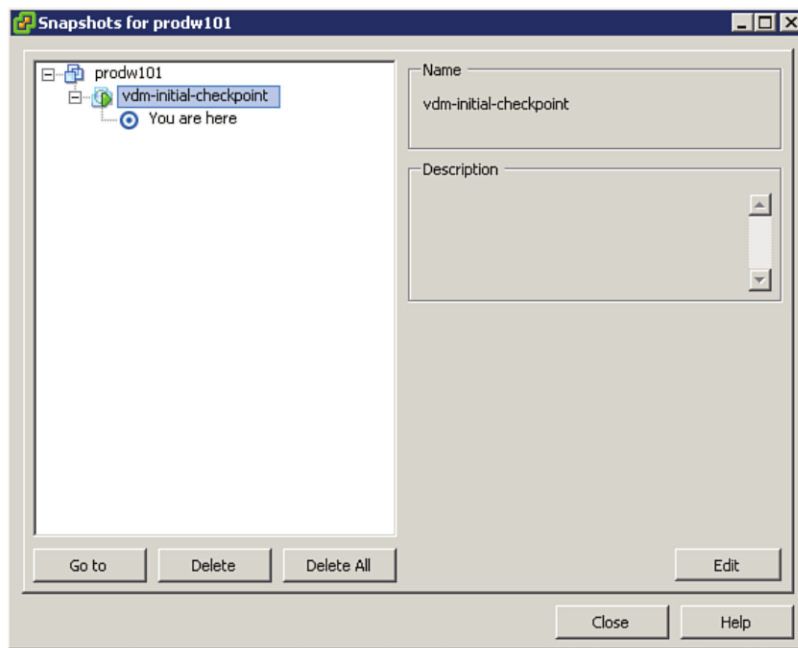 Snapshots for prodw101
prodw101
vdm-initial-checkpoint
You are here
Name
vdm-initial-checkpoint
Description
Go to
Delete
Delete All
Edit
Close
Help